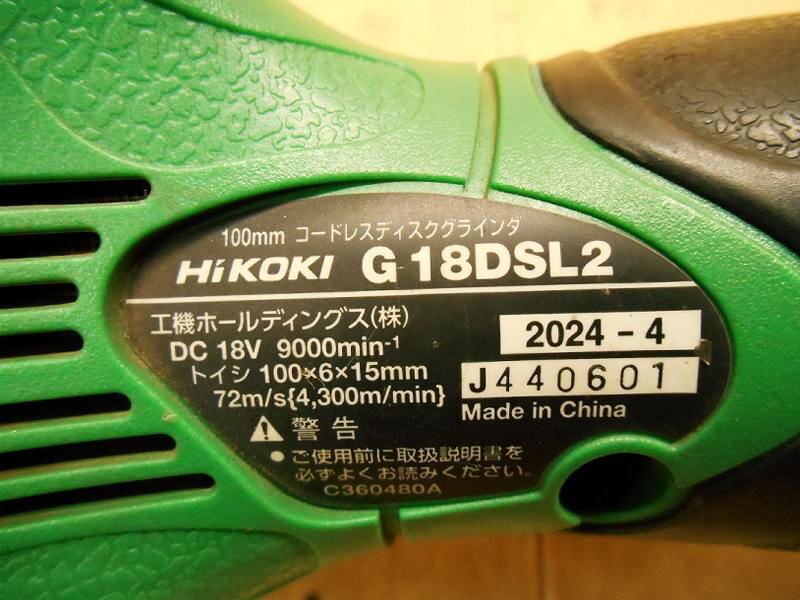 100mm コードレスディスクグラインダ
HiKOKI G18DSL2
工機ホールディングス(株)
DC 18V 9000min-1
トイシ 100×6×15mm
72m/s{4,300m/min}
2024 - 4
J440601
Made in China
警告
●ご使用前に取扱説明書を
必ずよくお読みください。
C360480A